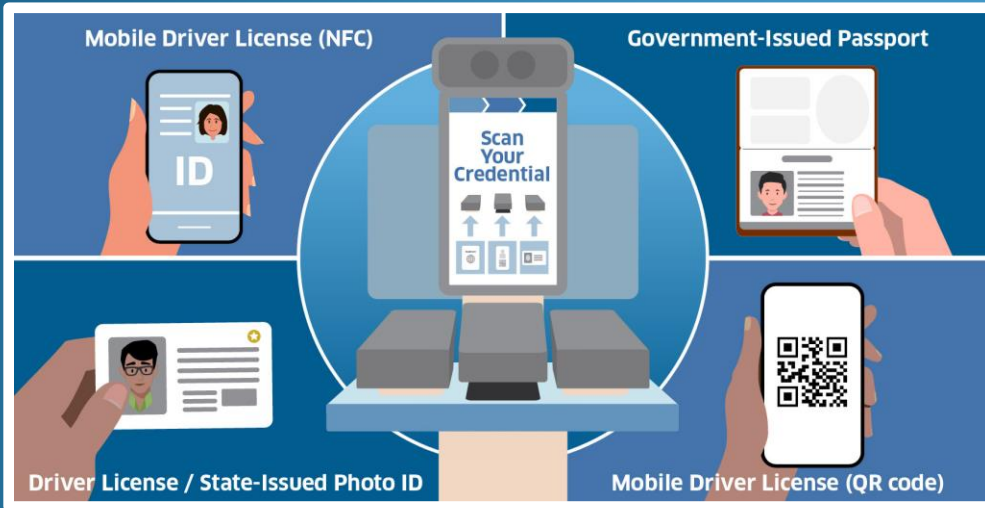 Mobile Driver License (NFC)
Government-Issued Passport
ID
Scan
Your
Credential
Driver License / State-Issued Photo ID
Mobile Driver License (QR code)